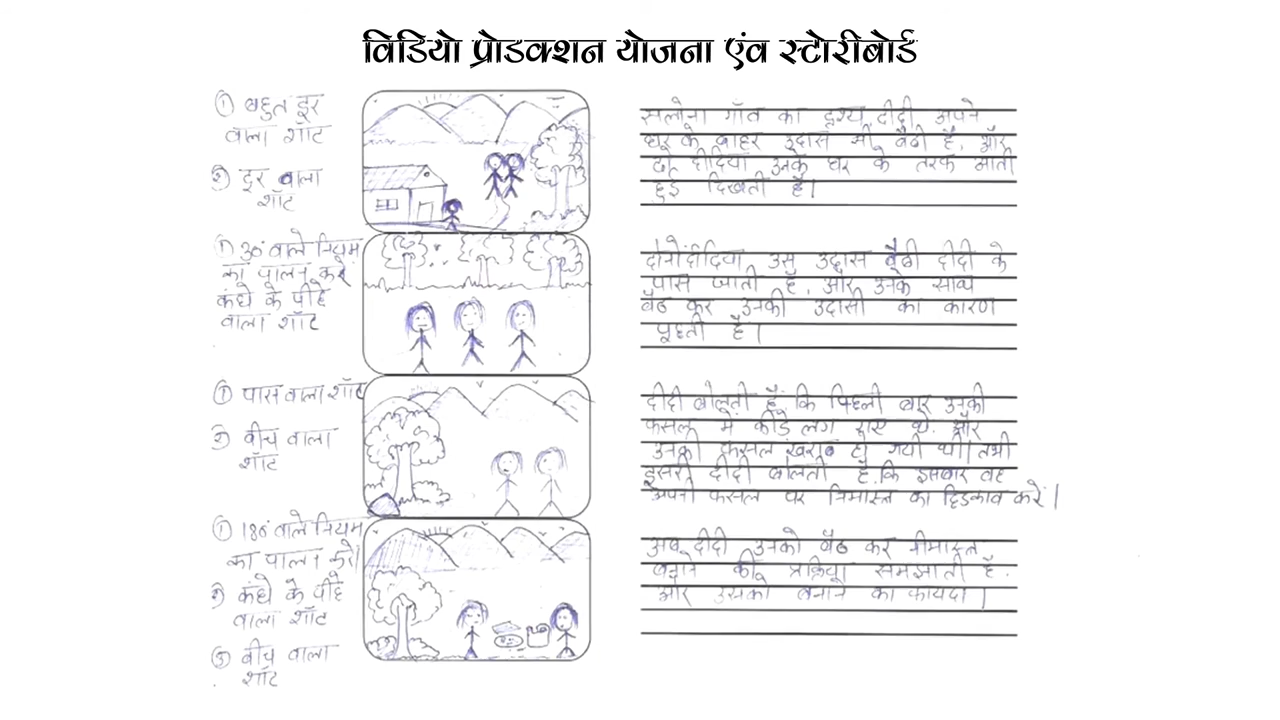 विडियो प्रोडक्शन योजना एंव स्टोरीबोर्ड
① बहुत दूर
वाला शॉट
② दूर वाला
शॉट
सलोना गाँव का दृश्य, दीदी अपने
घर के बाहर उदास सी बैठी है, और
दो दीदियां उनके घर के तरफ आती
हुई दिखती है।
① 30° वाले नियम
का पालन करे
कंधे के पीछे
वाला शॉट
दोनो दीदियां उस उदास बैठी दीदी के
पास जाती है, और उनके साथ
बैठ कर उनकी उदासी का कारण
पूछती है।
① पास वाला शॉट
② बीच वाला
शॉट
दीदी बोलती है कि पिछली बार उनकी
फसल में कीड़े लग गए थे. और
उनकी फसल खराब हो गयी थी। तभी
दूसरी दीदी बोलती है. कि इसबार वह
अपनी फसल पर निमास्त्र का छिडकाव करें।
① 180° वाले नियम
का पालन करे।
② कंधे के पीछे
वाला शॉट
③ बीच वाला
शॉट
अब दीदी उनको बैठ कर नीमास्त्र
बनाने की प्रक्रिया समझाती है.
और उसको बनाने का फायदा।